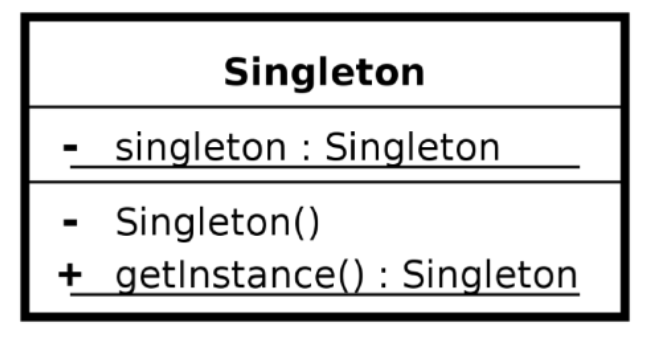 Singleton
- singleton : Singleton
- Singleton()
+ getInstance() : Singleton